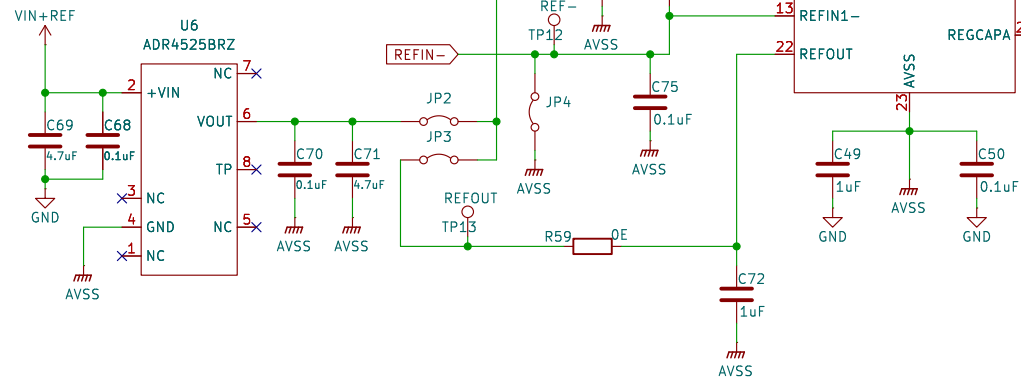 VIN+REF
U6
ADR4525BRZ
2
+VIN
NC
7
VOUT
6
TP
8
3
NC
4
GND
NC
5
1
NC
C69
4.7uF
C68
0.1uF
GND
AVSS
C70
0.1uF
AVSS
C71
4.7uF
AVSS
JP2
JP3
REFIN-
REF-
TP12
AVSS
JP4
AVSS
C75
0.1uF
AVSS
REFOUT
TP13
R59
0E
C72
1uF
AVSS
13
REFIN1-
22
REFOUT
REGCAPA
AVSS
23
C49
1uF
GND
AVSS
C50
0.1uF
GND